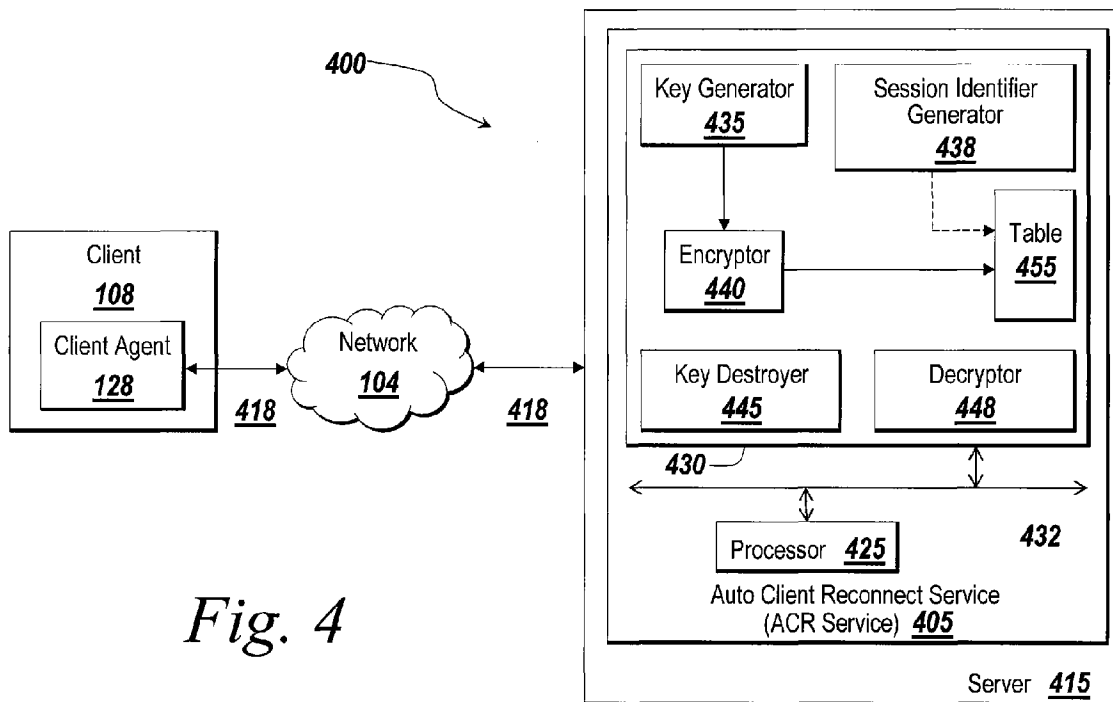 400
Key Generator
435
Session Identifier
Generator
438
Table
455
Encryptor
440
Client
108
Client Agent
128
418
Network
104
418
Key Destroyer
445
Decryptor
448
430
432
Processor 425
Auto Client Reconnect Service
(ACR Service) 405
Server 415
Fig. 4